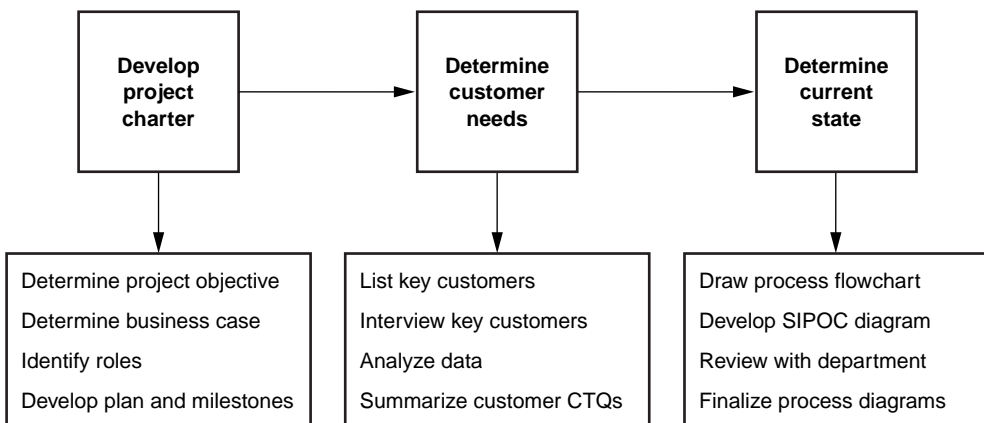 Develop
project
charter
Determine
customer
needs
Determine
current
state
Determine project objective
Determine business case
Identify roles
Develop plan and milestones
List key customers
Interview key customers
Analyze data
Summarize customer CTQs
Draw process flowchart
Develop SIPOC diagram
Review with department
Finalize process diagrams